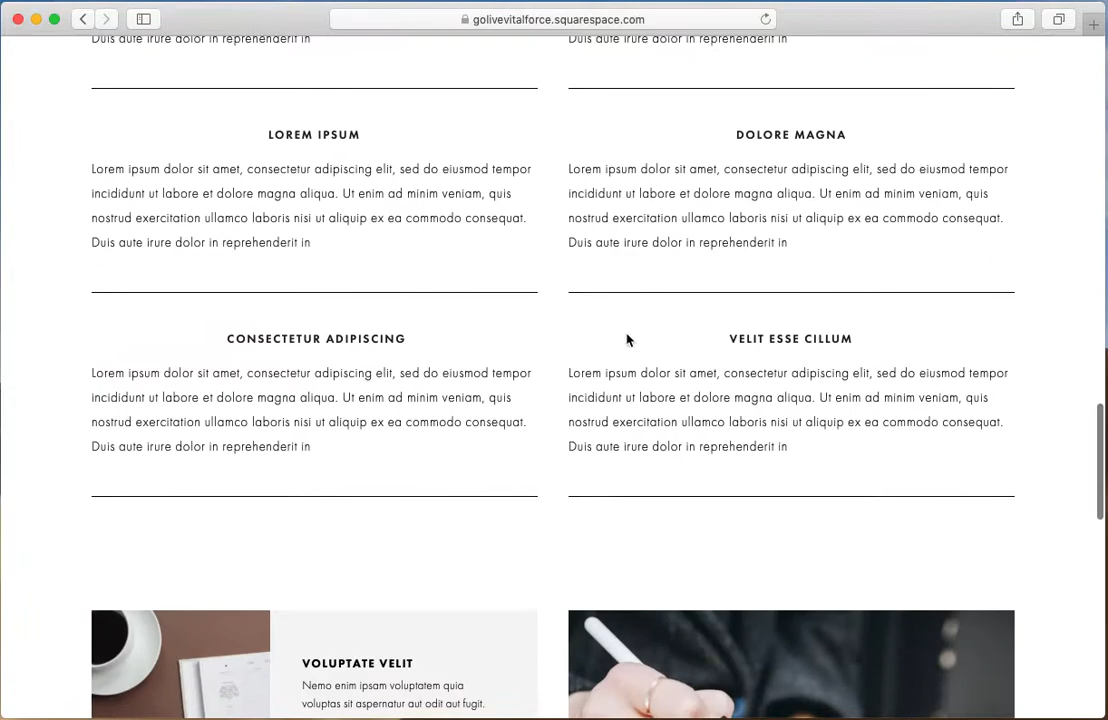 golivevitalforce.squarespace.com
Duis aute irure dolor in reprehenderit in
Duis aute irure dolor in reprehenderit in
LOREM IPSUM
Lorem ipsum dolor sit amet, consectetur adipiscing elit, sed do eiusmod tempor
incididunt ut labore et dolore magna aliqua. Ut enim ad minim veniam, quis
nostrud exercitation ullamco laboris nisi ut aliquip ex ea commodo consequat.
Duis aute irure dolor in reprehenderit in
DOLORE MAGNA
Lorem ipsum dolor sit amet, consectetur adipiscing elit, sed do eiusmod tempor
incididunt ut labore et dolore magna aliqua. Ut enim ad minim veniam, quis
nostrud exercitation ullamco laboris nisi ut aliquip ex ea commodo consequat.
Duis aute irure dolor in reprehenderit in
CONSECTETUR ADIPISCING
Lorem ipsum dolor sit amet, consectetur adipiscing elit, sed do eiusmod tempor
incididunt ut labore et dolore magna aliqua. Ut enim ad minim veniam, quis
nostrud exercitation ullamco laboris nisi ut aliquip ex ea commodo consequat.
Duis aute irure dolor in reprehenderit in
VELIT ESSE CILLUM
Lorem ipsum dolor sit amet, consectetur adipiscing elit, sed do eiusmod tempor
incididunt ut labore et dolore magna aliqua. Ut enim ad minim veniam, quis
nostrud exercitation ullamco laboris nisi ut aliquip ex ea commodo consequat.
Duis aute irure dolor in reprehenderit in
VOLUPTATE VELIT
Nemo enim ipsam voluptatem quia
voluptas sit aspernatur aut odit aut fugit.